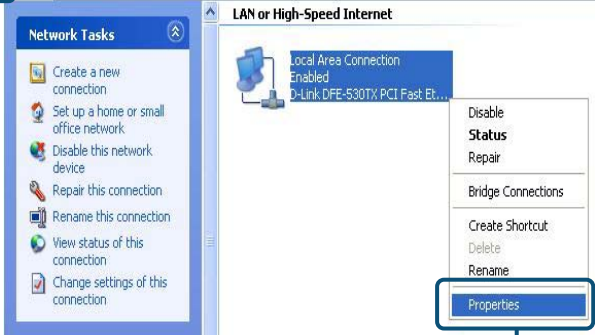 LAN or High-Speed Internet
Network Tasks
Create a new
connection
Set up a home or small
office network
Disable this network
device
Repair this connection
Rename this connection
View status of this
connection
Change settings of this
connection
Local Area Connection
Enabled
D-Link DFE-530TX PCI Fast Et...
Disable
Status
Repair
Bridge Connections
Create Shortcut
Delete
Rename
Properties